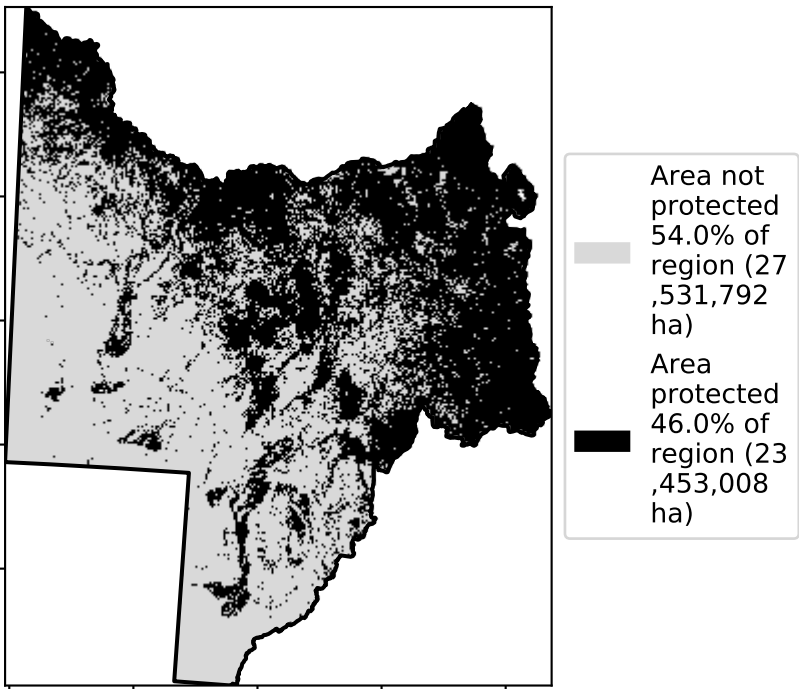 Area not
protected
54.0% of
region (27
,531,792
ha)
Area
protected
46.0% of
region (23
,453,008
ha)